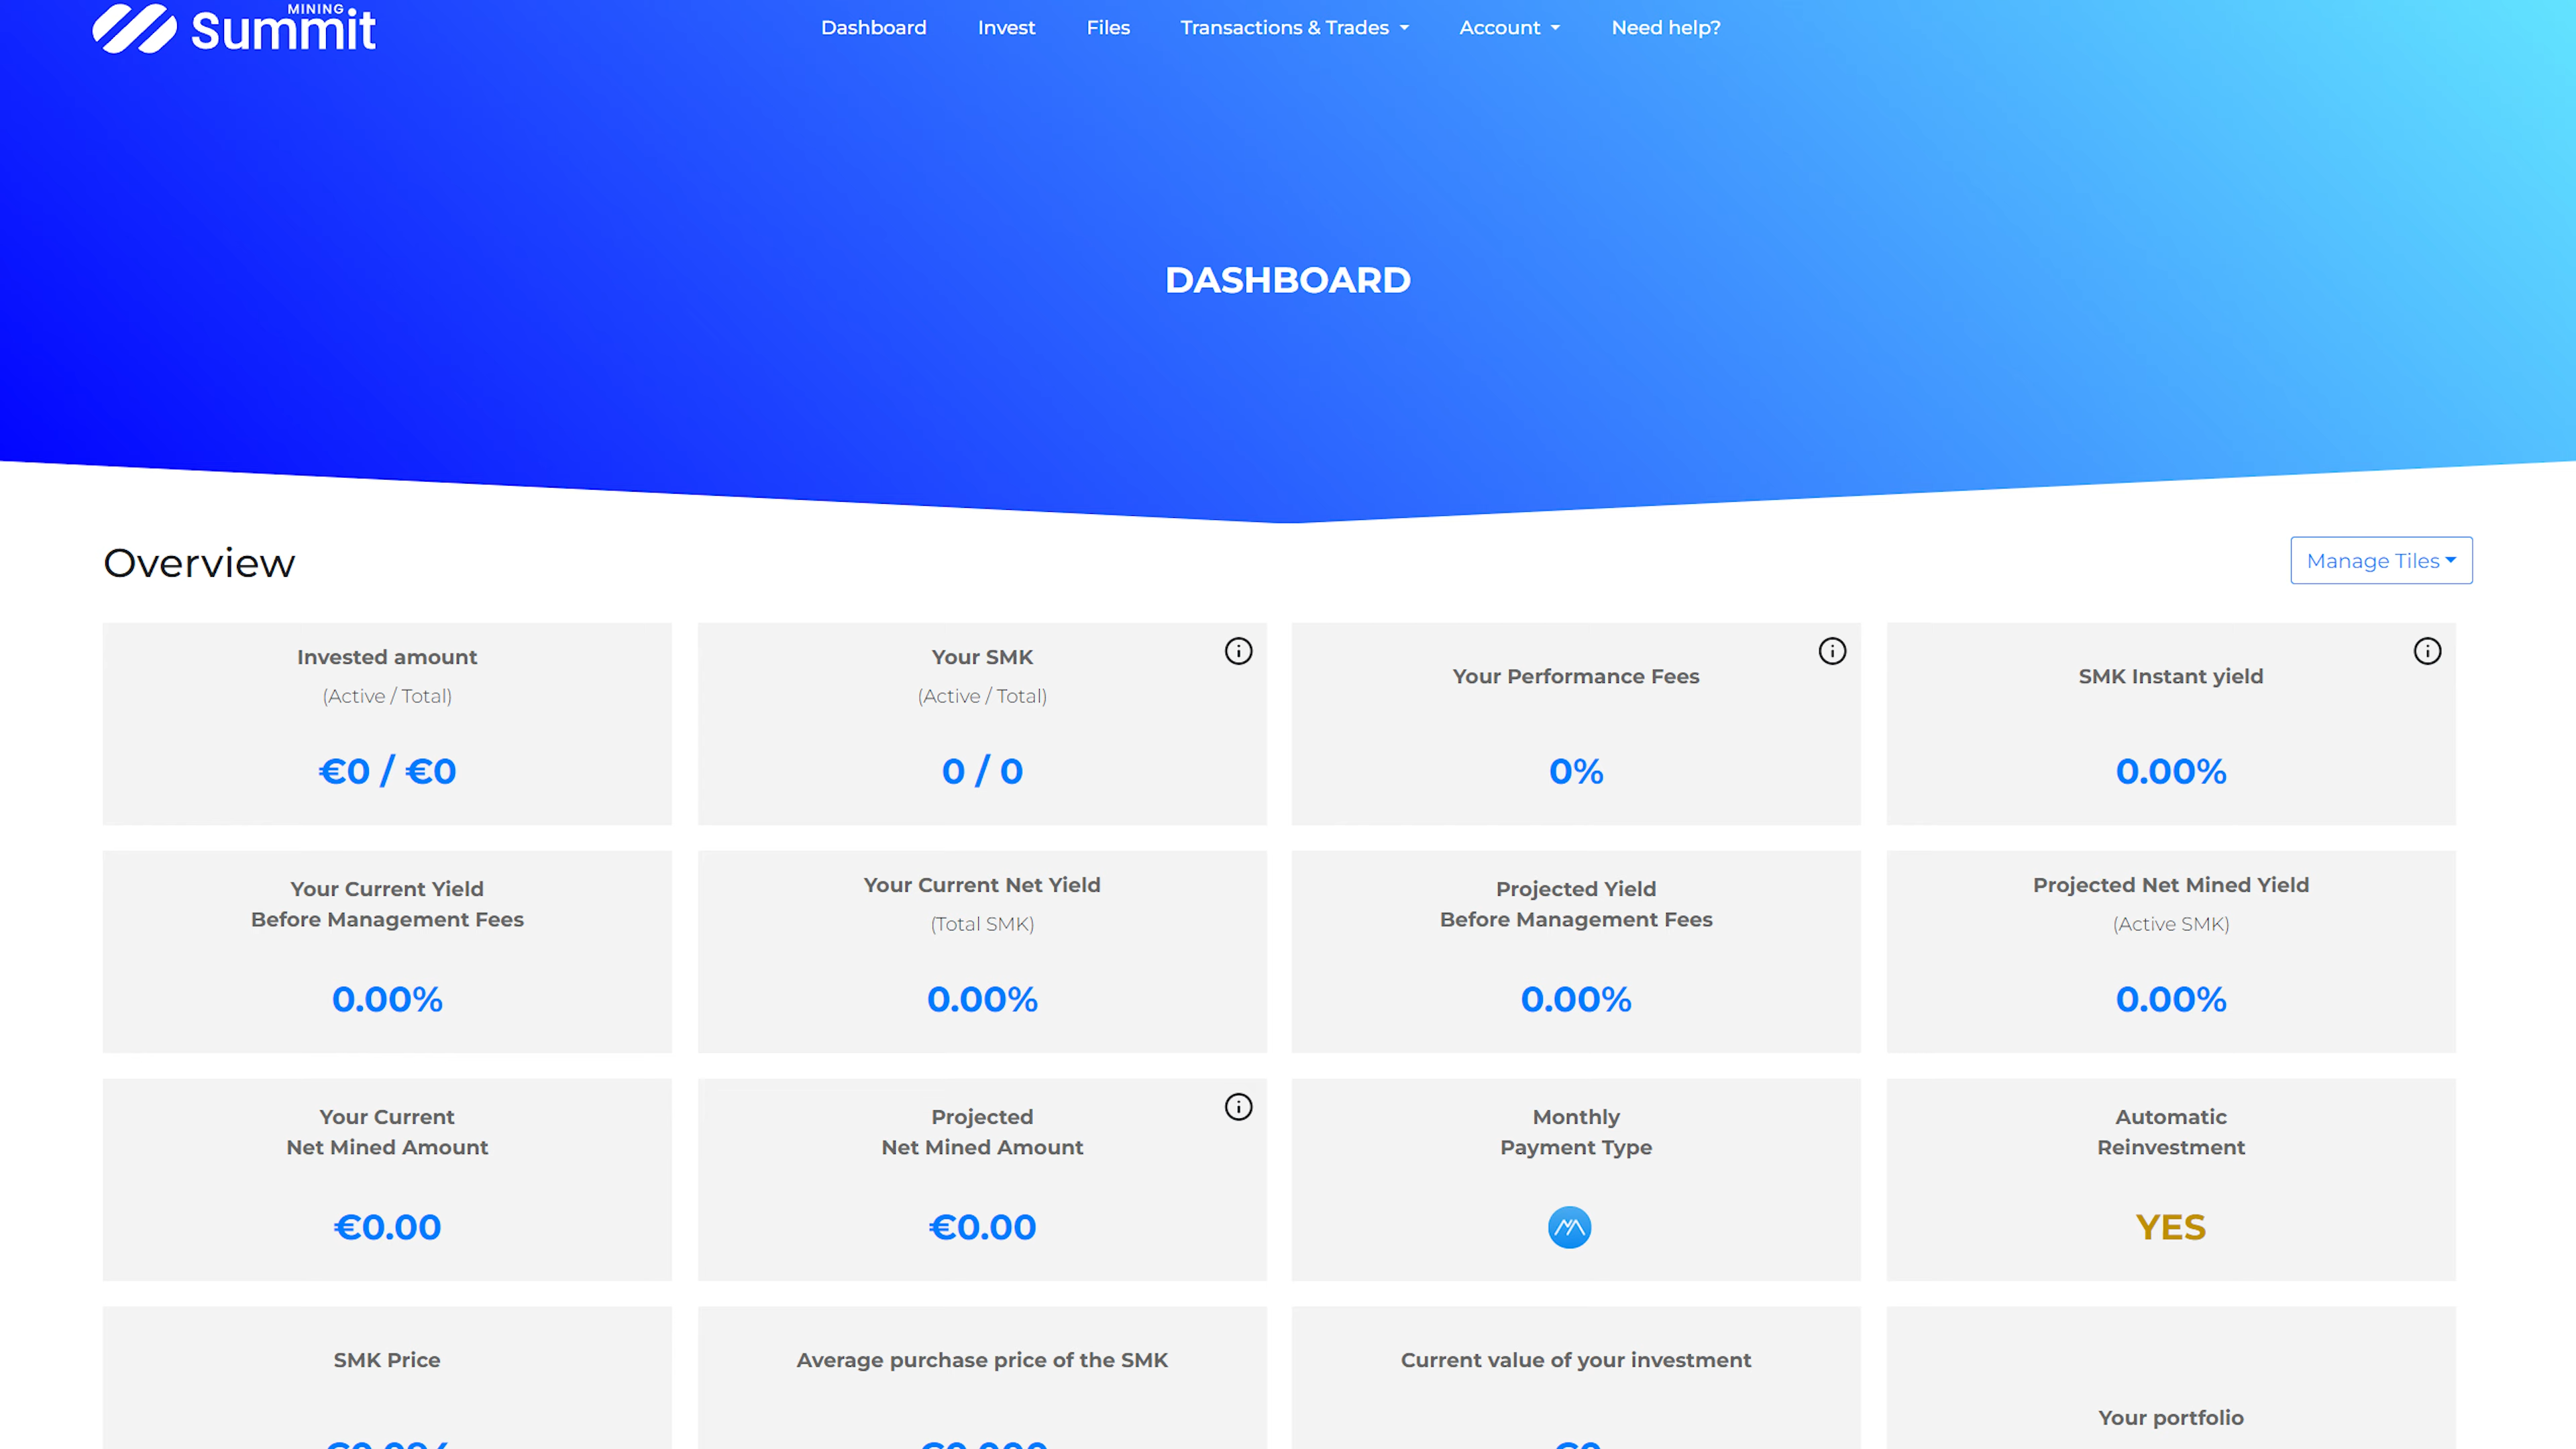 MINING
Summit
Dashboard Invest Files Transactions & Trades Account Need help?
DASHBOARD
Overview
Manage Tiles
Invested amount
(Active / Total)
€0 / €0
Your SMK
(Active / Total)
0 / 0
Your Performance Fees
0%
SMK Instant yield
0.00%
Your Current Yield
Before Management Fees
0.00%
Your Current Net Yield
(Total SMK)
0.00%
Projected Yield
Before Management Fees
0.00%
Projected Net Mined Yield
(Active SMK)
0.00%
Your Current
Net Mined Amount
€0.00
Projected
Net Mined Amount
€0.00
Monthly
Payment Type
Automatic
Reinvestment
YES
SMK Price
Average purchase price of the SMK
Current value of your investment
€0
Your portfolio